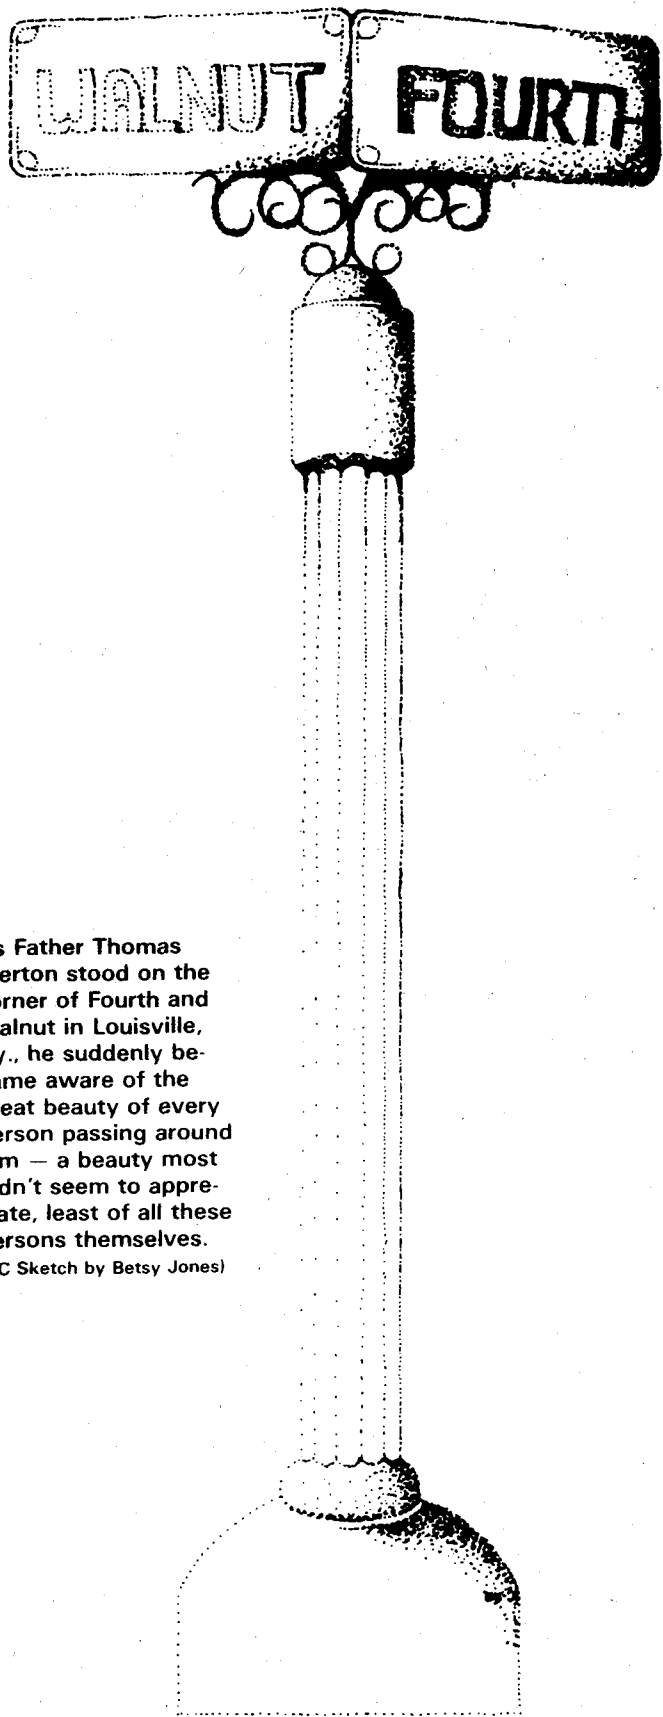 WALNUT FOURTH
s Father Thomas
erton stood on the
orner of Fourth and
alnut in Louisville,
y., he suddenly be-
ame aware of the
eat beauty of every
erson passing around
m — a beauty most
dn't seem to appre-
ate, least of all these
ersons themselves.
C Sketch by Betsy Jones)